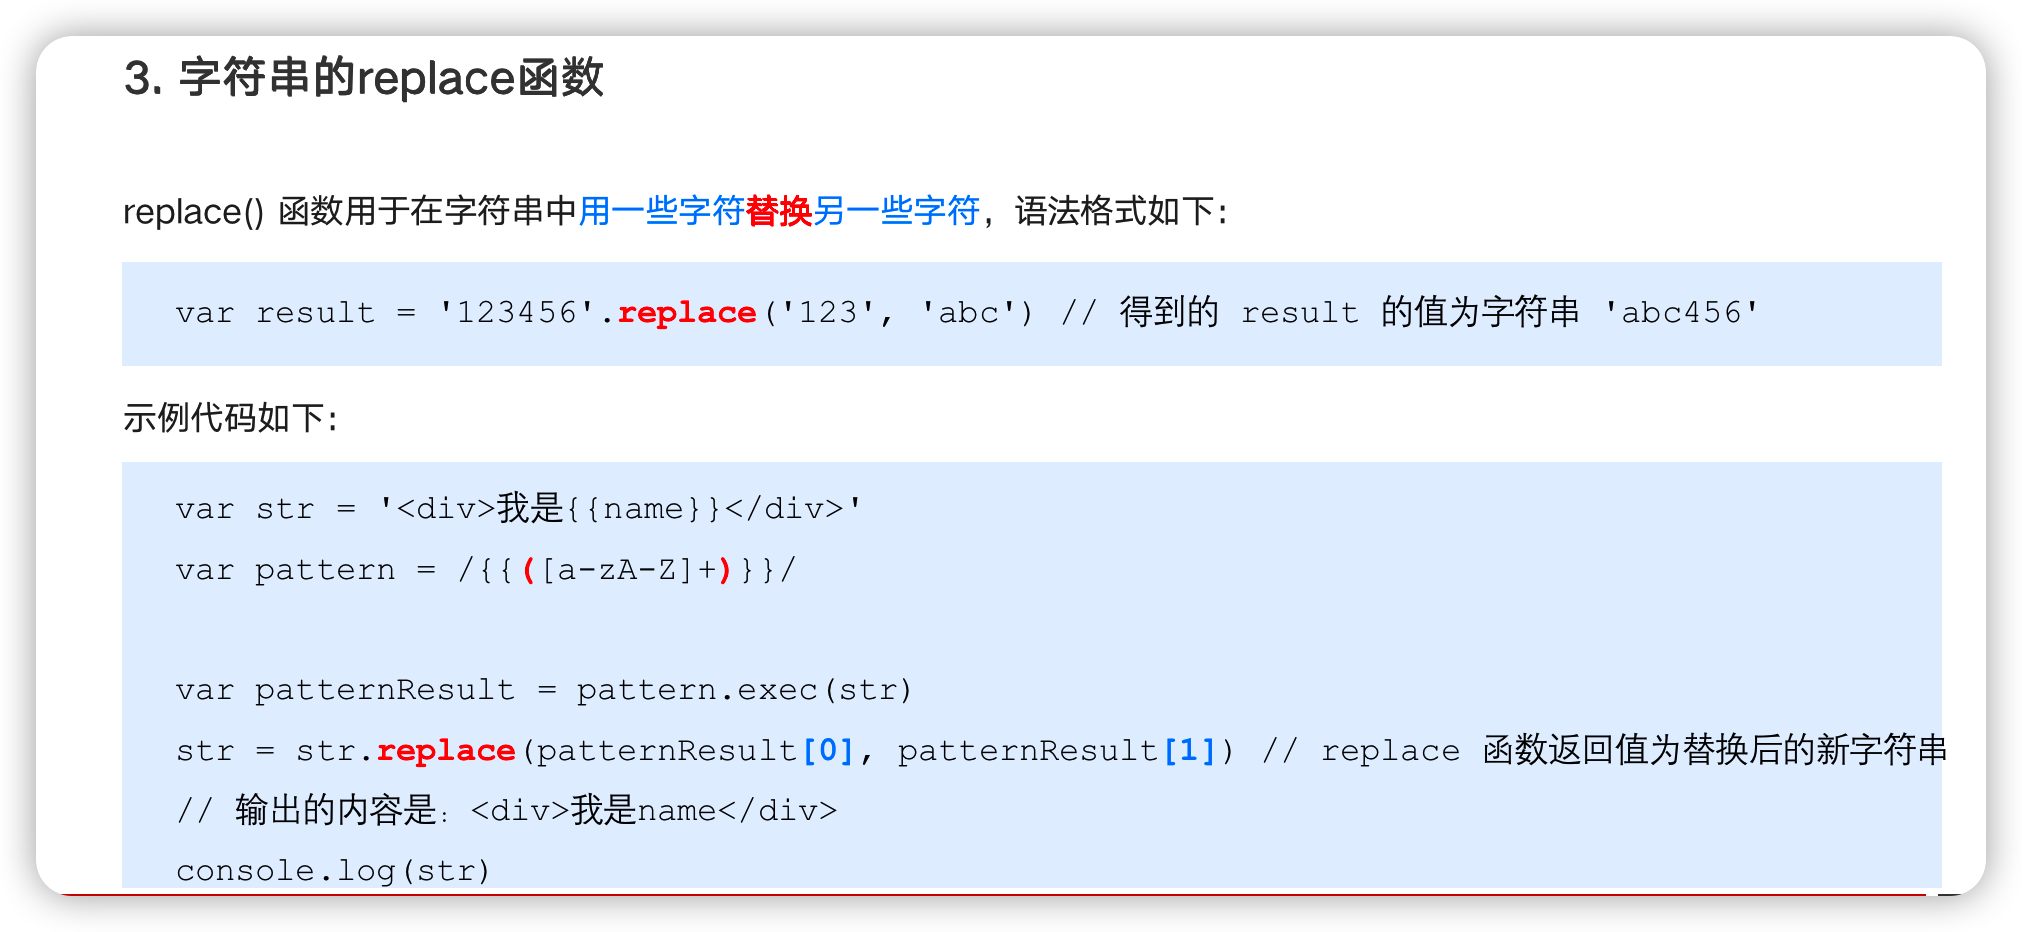 3. 字符串的replace函数
replace() 函数用于在字符串中用一些字符替换另一些字符，语法格式如下：
var result = '123456'.replace('123', 'abc') // 得到的 result 的值为字符串 'abc456'
示例代码如下：
var str = '<div>我是{{name}}</div>'
var pattern = /{{([a-zA-Z]+)}}/
var patternResult = pattern.exec(str)
str = str.replace(patternResult[0], patternResult[1]) // replace 函数返回值为替换后的新字符串
// 输出的内容是：<div>我是name</div>
console.log(str)